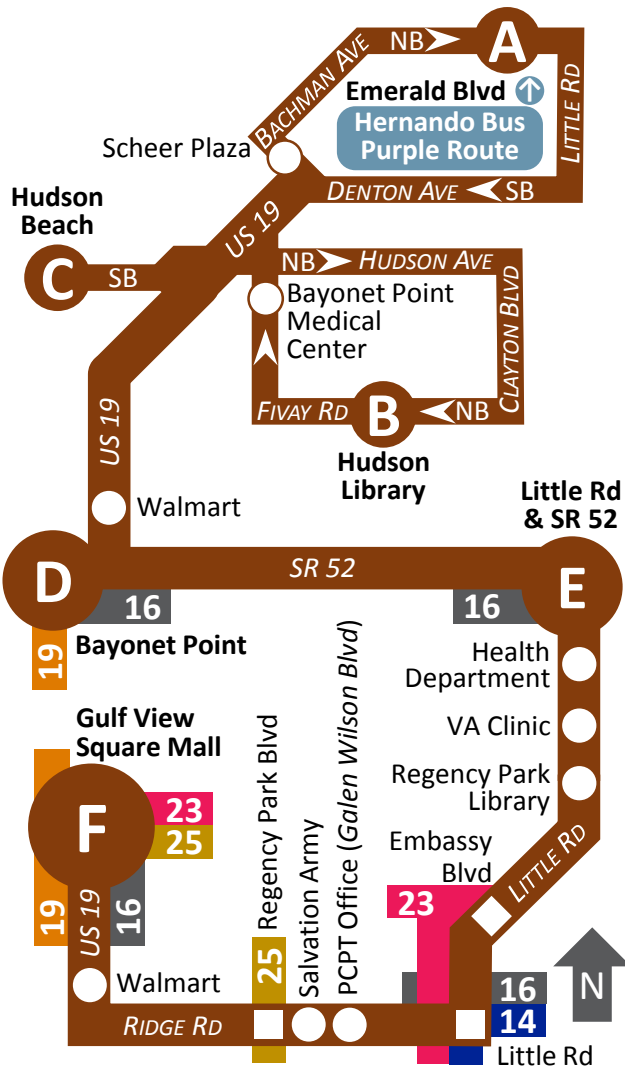 BACHMAN AVE
NB
A
LITTLE RD
Emerald Blvd
Hernando Bus
Purple Route
Scheer Plaza
DENTON AVE
SB
US 19
Hudson
Beach
C
SB
NB
HUDSON AVE
Bayonet Point
Medical
Center
CLAYTON BLVD
FIVAY RD
B
NB
Hudson
Library
US 19
Walmart
Little Rd
& SR 52
D
SR 52
E
16
16
19
Bayonet Point
Health
Department
VA Clinic
Regency Park
Library
Gulf View
Square Mall
F
23
25
19
16
US 19
Walmart
RIDGE RD
25
Regency Park Blvd
Salvation Army
PCPT Office (Galen Wilson Blvd)
Embassy
Blvd
23
LITTLE RD
16
14
Little Rd
N